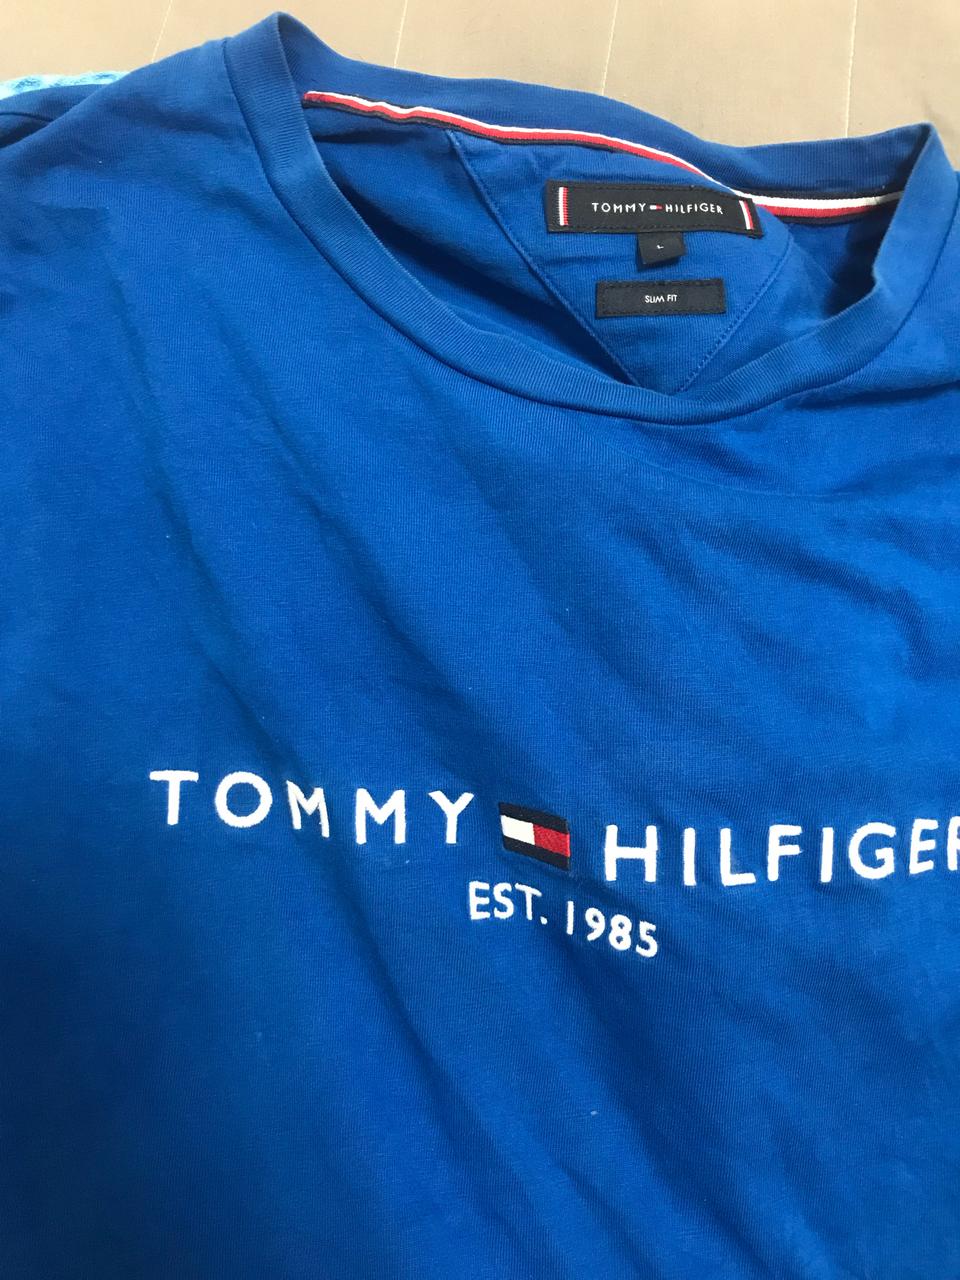 TOMMY HILFIGER
L
SLIM FIT
TOMMY HILFIGER
EST. 1985